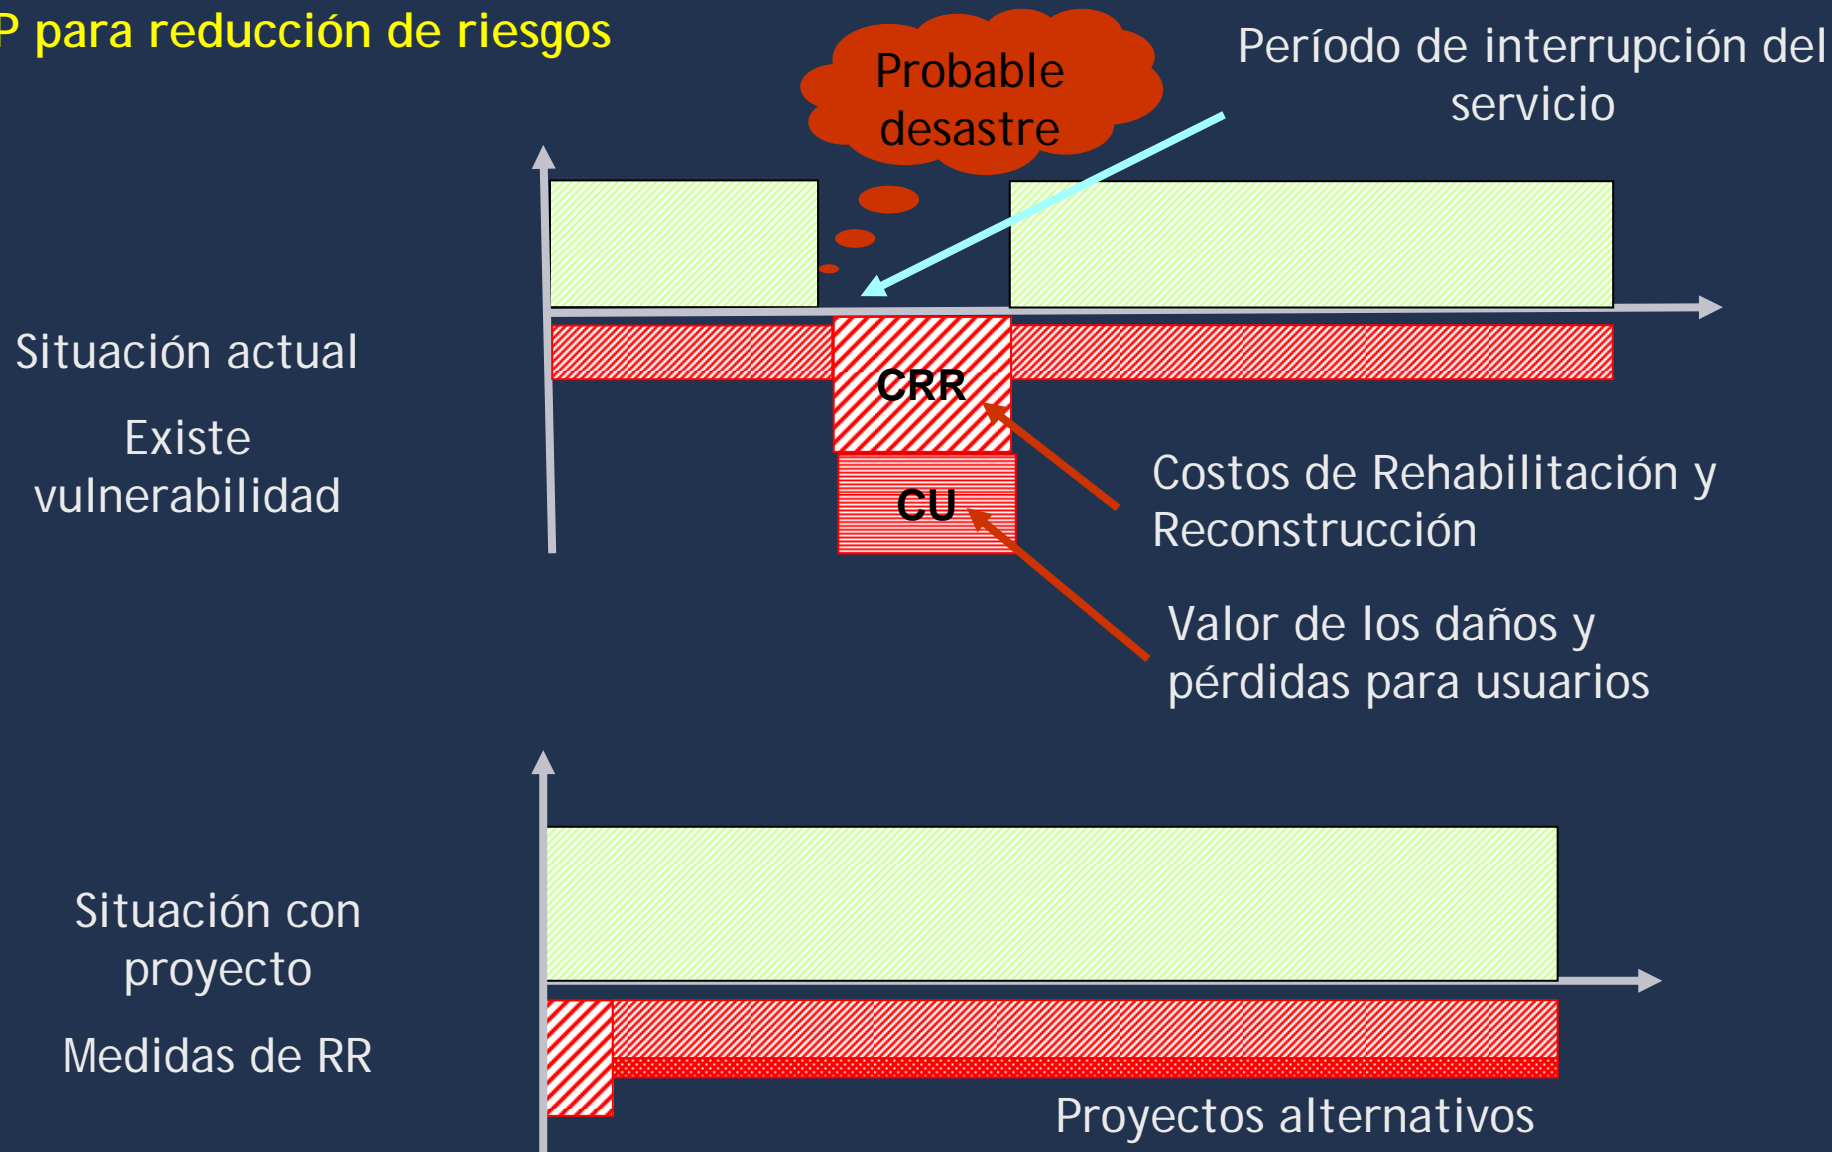 P para reducción de riesgos
Probable
desastre
Período de interrupción del
servicio
Situación actual
Existe
vulnerabilidad
CRR
CU
Costos de Rehabilitación y
Reconstrucción
Valor de los daños y
pérdidas para usuarios
Situación con
proyecto
Medidas de RR
Proyectos alternativos